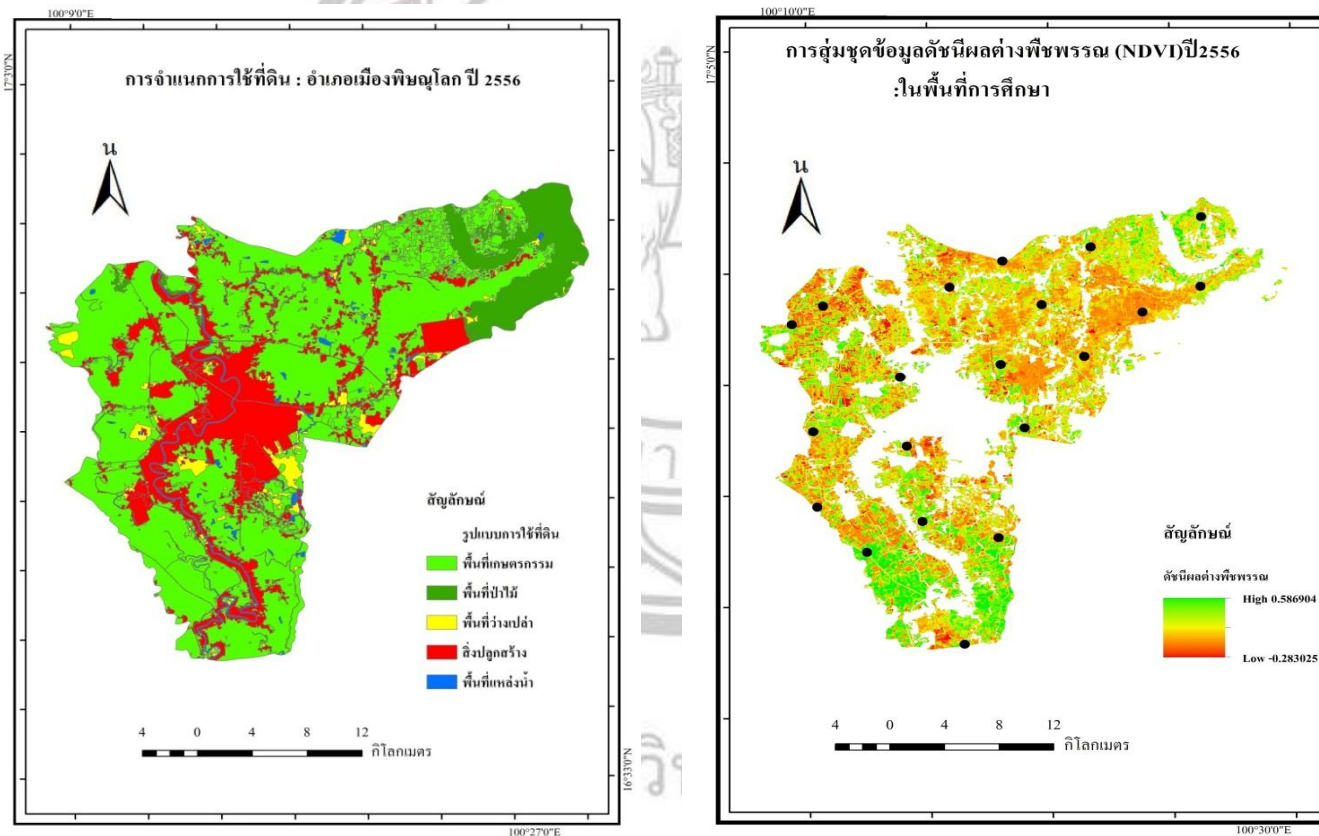 100°9'0"E
17°3'0"N
การจำแนกการใช้ที่ดิน : อำเภอเมืองพิษณุโลก ปี 2556
น
สัญลักษณ์
รูปแบบการใช้ที่ดิน
พื้นที่เกษตรกรรม
พื้นที่ป่าไม้
พื้นที่ว่างเปล่า
สิ่งปลูกสร้าง
พื้นที่แหล่งน้ำ
4 0 4 8 12
กิโลกเมตร
16°33'0"N
100°27'0"E
100°10'0"E
17°5'0"N
การสุ่มชุดข้อมูลดัชนีผลต่างพืชพรรณ (NDVI)ปี2556
:ในพื้นที่การศึกษา
น
สัญลักษณ์
ดัชนีผลต่างพืชพรรณ
High 0.586904
Low -0.283025
4 0 4 8 12
กิโลกเมตร
100°30'0"E